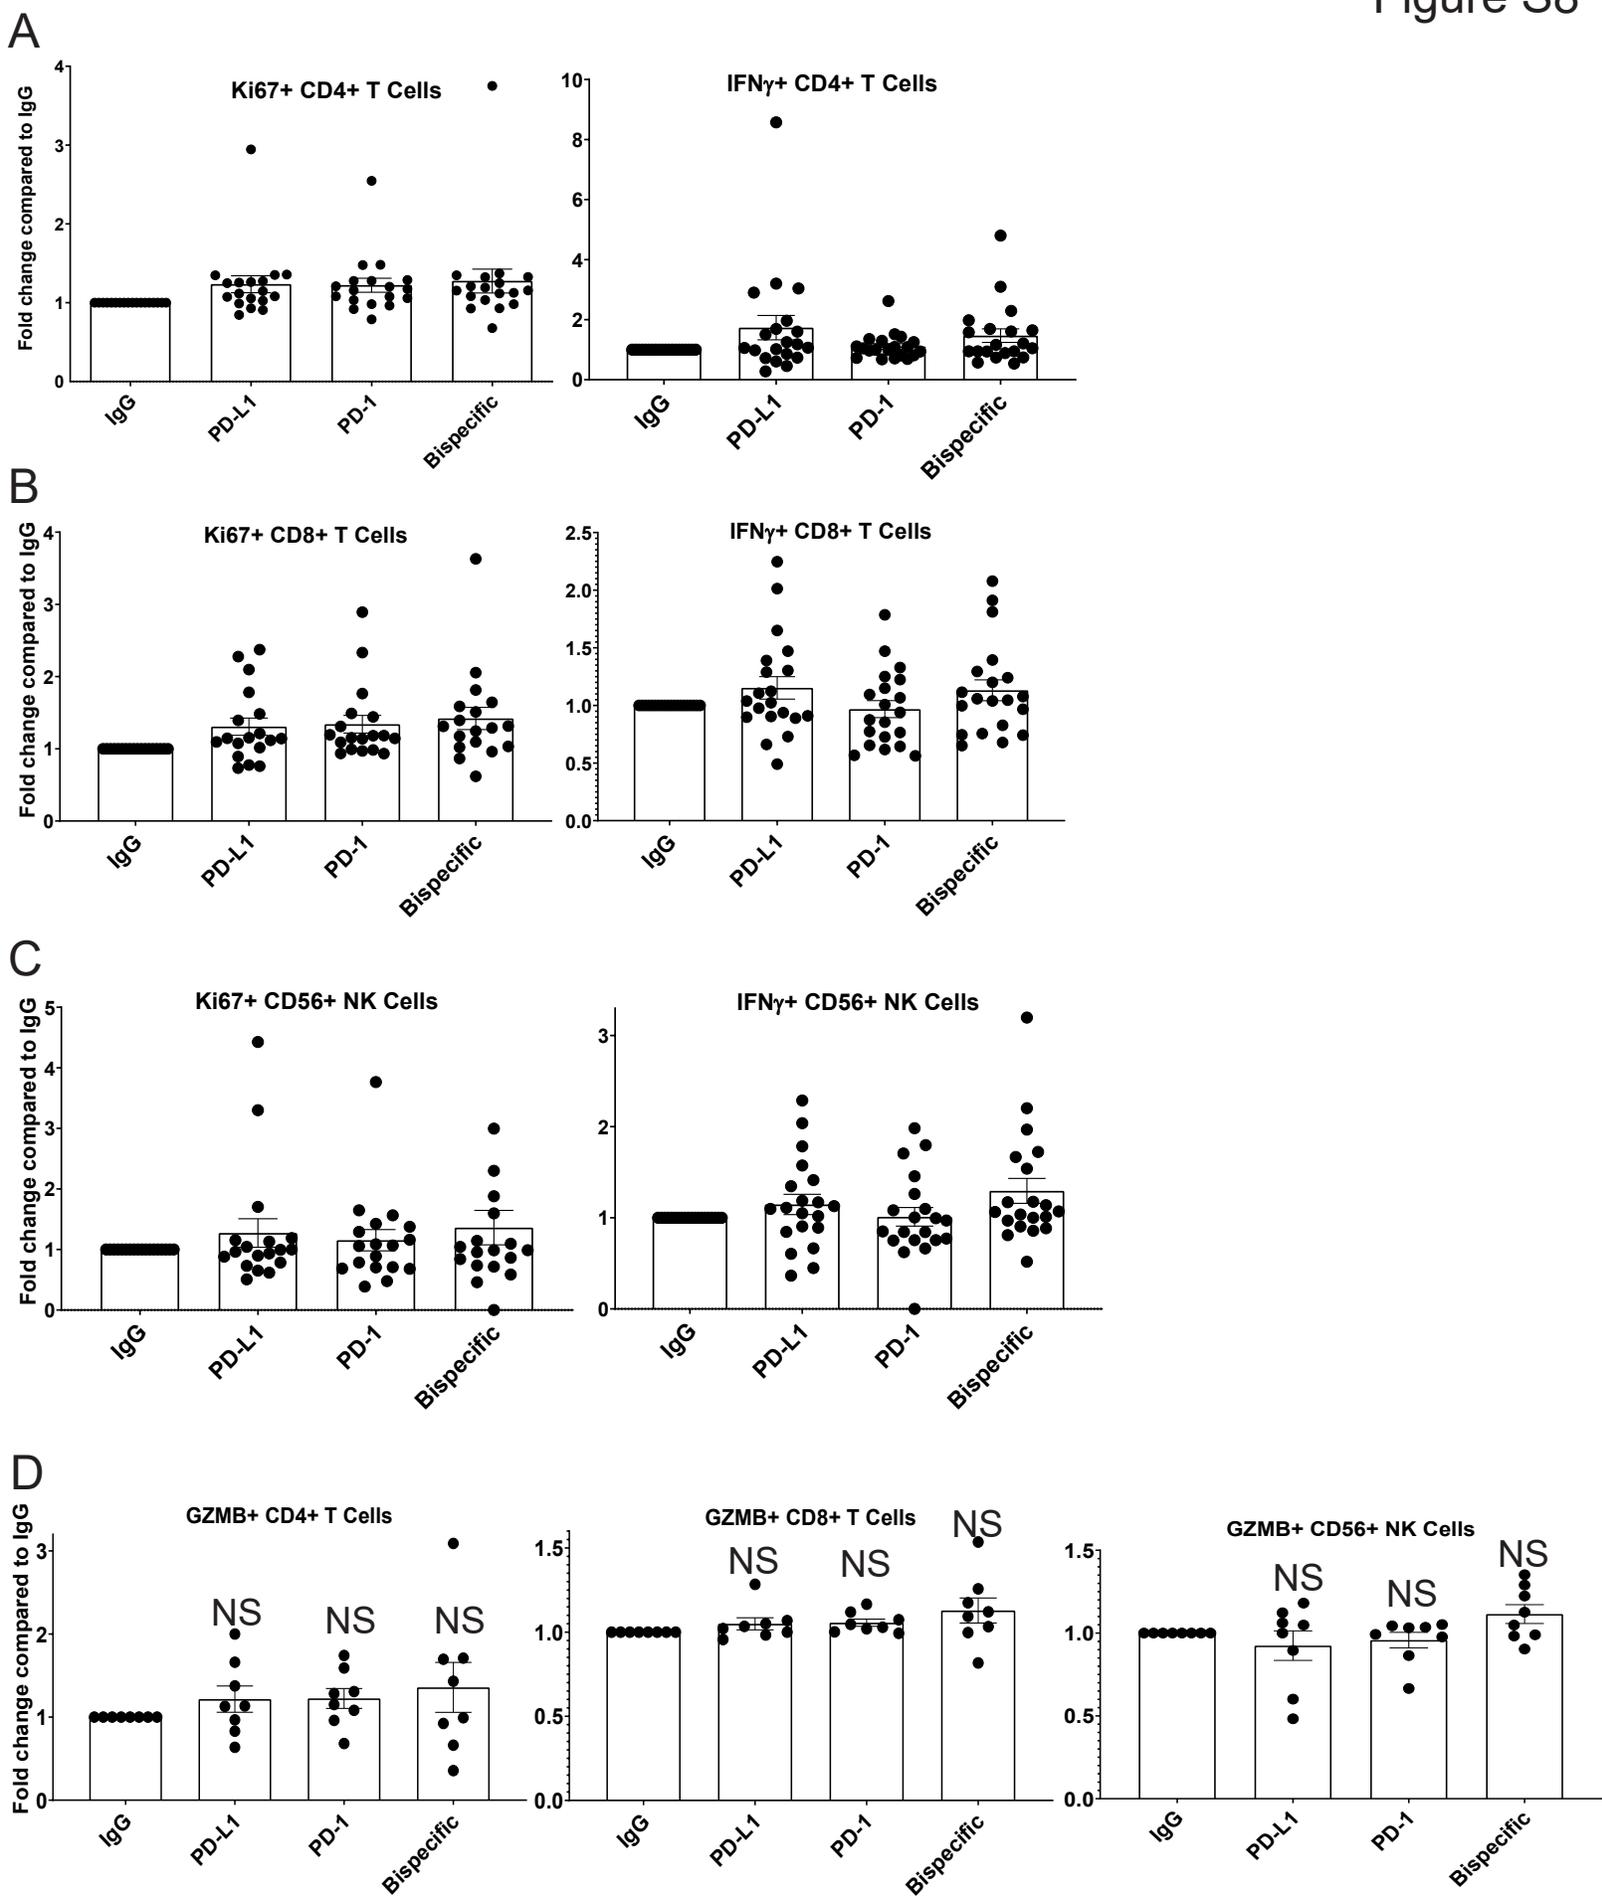 Figure S8
A
Ki67+ CD4+ T Cells
Fold change compared to IgG
4
3
2
1
0
IgG
PD-L1
PD-1
Bispecific
IFNγ+ CD4+ T Cells
10
8
6
4
2
0
IgG
PD-L1
PD-1
Bispecific
B
Ki67+ CD8+ T Cells
Fold change compared to IgG
4
3
2
1
0
IgG
PD-L1
PD-1
Bispecific
IFNγ+ CD8+ T Cells
2.5
2.0
1.5
1.0
0.5
0.0
IgG
PD-L1
PD-1
Bispecific
C
Ki67+ CD56+ NK Cells
Fold change compared to IgG
5
4
3
2
1
0
IgG
PD-L1
PD-1
Bispecific
IFNγ+ CD56+ NK Cells
3
2
1
0
IgG
PD-L1
PD-1
Bispecific
D
GZMB+ CD4+ T Cells
Fold change compared to IgG
3
2
1
0
NS
NS
NS
IgG
PD-L1
PD-1
Bispecific
GZMB+ CD8+ T Cells
1.5
1.0
0.5
0.0
NS
NS
NS
IgG
PD-L1
PD-1
Bispecific
GZMB+ CD56+ NK Cells
1.5
1.0
0.5
0.0
NS
NS
NS
IgG
PD-L1
PD-1
Bispecific